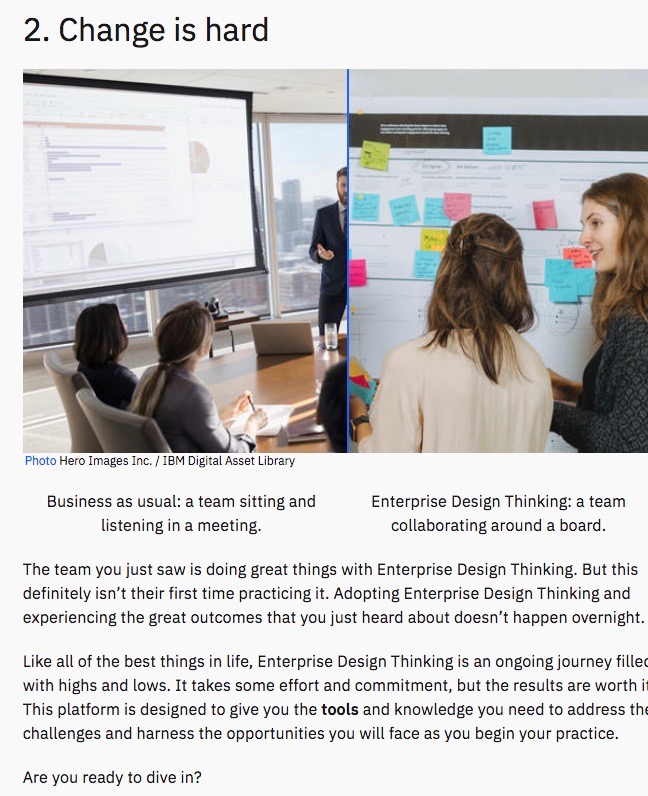 2. Change is hard
Photo Hero Images Inc. / IBM Digital Asset Library
Business as usual: a team sitting and
listening in a meeting.
Enterprise Design Thinking: a team
collaborating around a board.
The team you just saw is doing great things with Enterprise Design Thinking. But this
definitely isn’t their first time practicing it. Adopting Enterprise Design Thinking and
experiencing the great outcomes that you just heard about doesn’t happen overnight.
Like all of the best things in life, Enterprise Design Thinking is an ongoing journey filled
with highs and lows. It takes some effort and commitment, but the results are worth it
This platform is designed to give you the tools and knowledge you need to address the
challenges and harness the opportunities you will face as you begin your practice.
Are you ready to dive in?